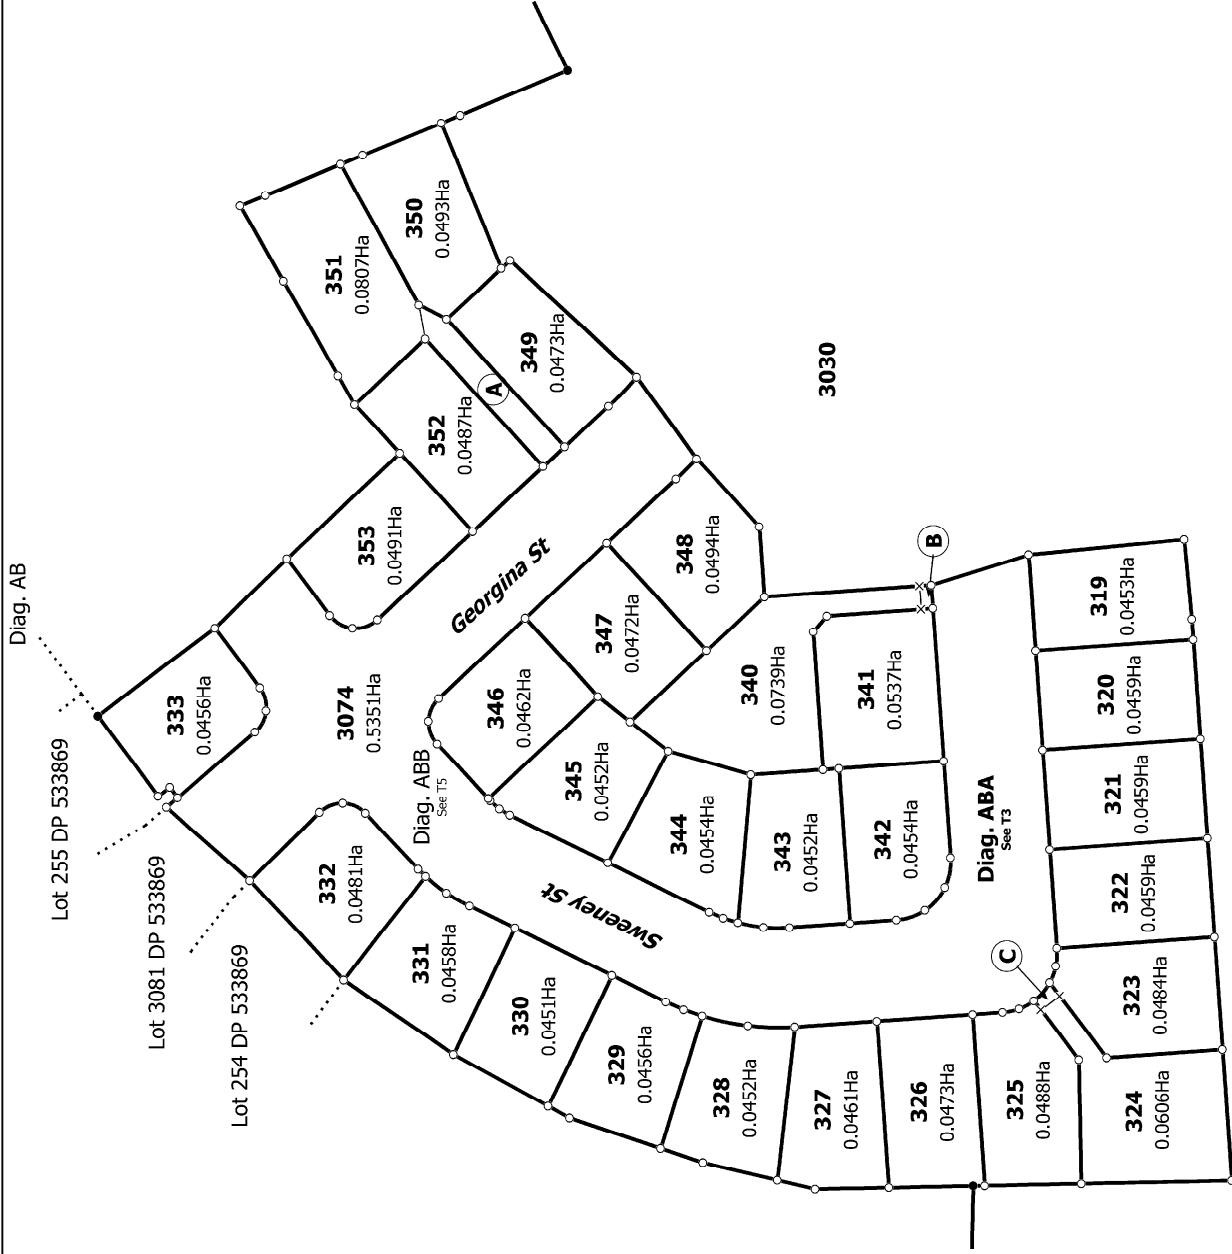 Diag. AB
Lot 255 DP 533869
Lot 3081 DP 533869
Lot 254 DP 533869
333
0.0456Ha
3074
0.5351Ha
Diag. ABB
See T5
353
0.0491Ha
352
0.0487Ha
351
0.0807Ha
350
0.0493Ha
A
349
0.0473Ha
Georgina St
348
0.0494Ha
347
0.0472Ha
346
0.0462Ha
345
0.0452Ha
344
0.0454Ha
343
0.0452Ha
342
0.0454Ha
341
0.0537Ha
340
0.0739Ha
3030
B
332
0.0481Ha
331
0.0458Ha
330
0.0451Ha
329
0.0456Ha
328
0.0452Ha
327
0.0461Ha
326
0.0473Ha
325
0.0488Ha
324
0.0606Ha
323
0.0484Ha
322
0.0459Ha
321
0.0459Ha
320
0.0459Ha
319
0.0453Ha
Sweeney St
Diag. ABA
See T3
C